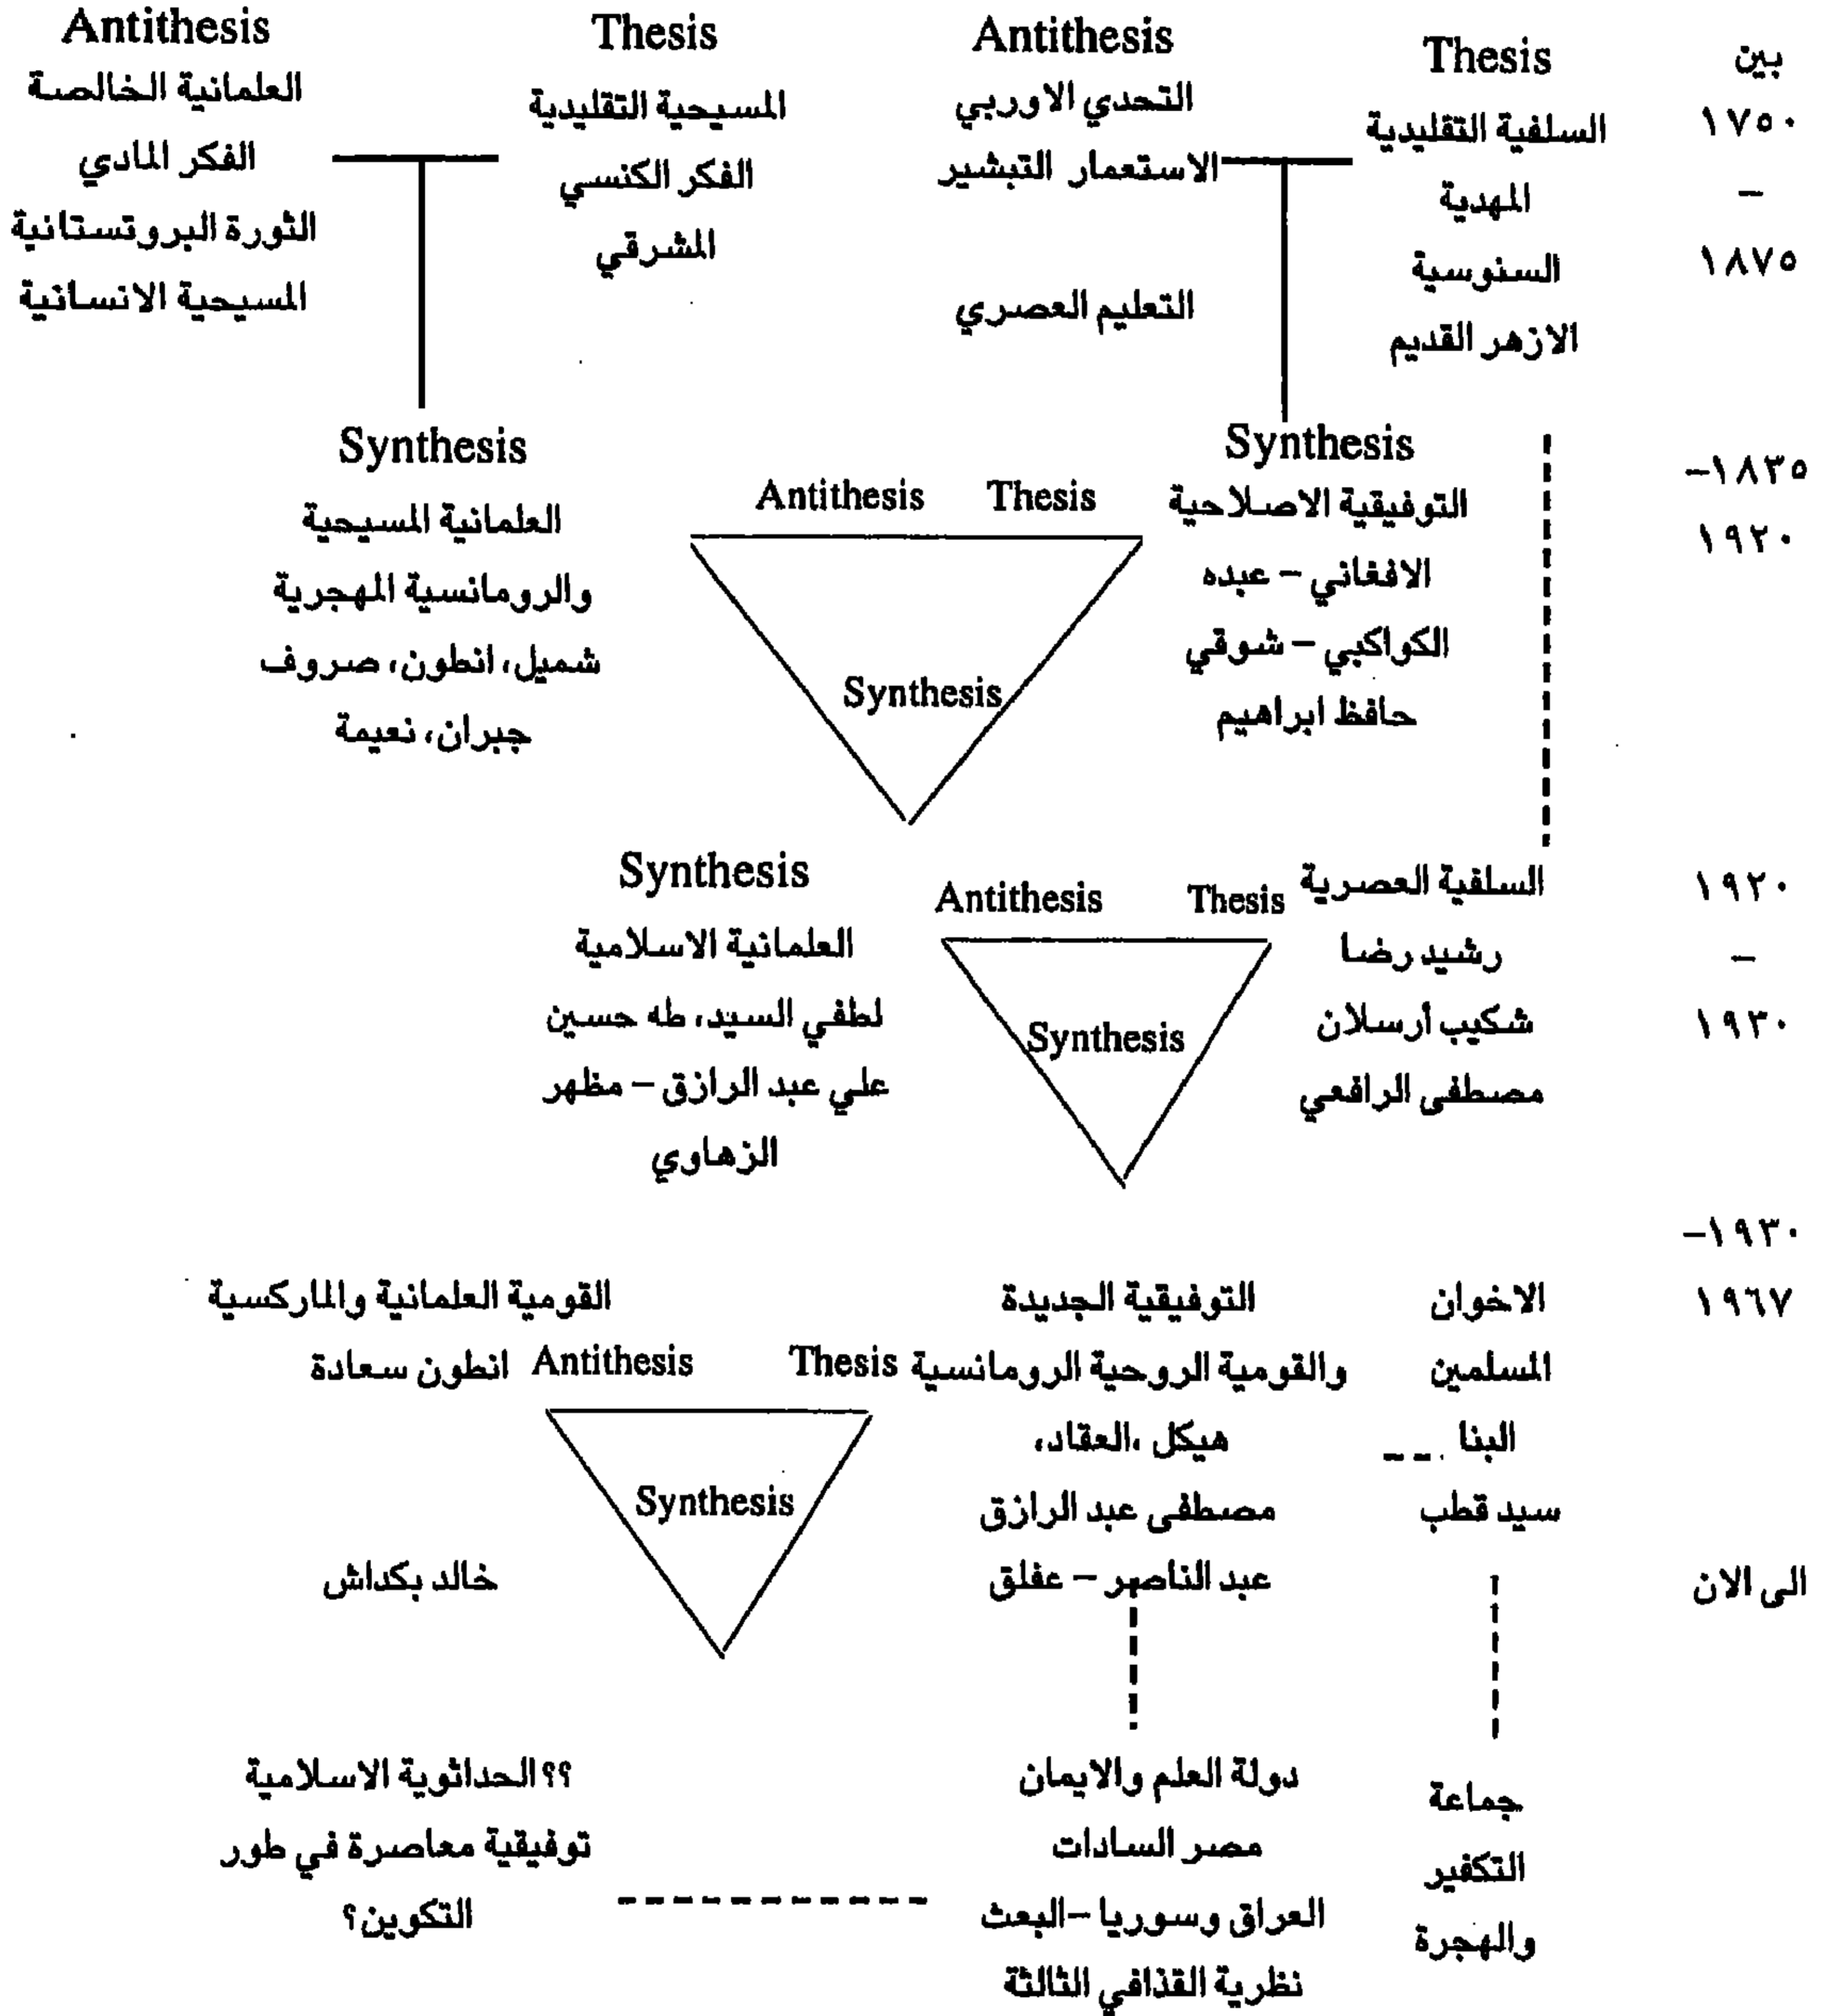 بين
١٧٥٠
–
١٨٧٥
Thesis
السلفية التقليدية
المهدية
السنوسية
الازهر القديم
Antithesis
التحدي الاوربي
الاستعمار التبشير
التعليم العصري
Thesis
المسيحية التقليدية
الفكر الكنسي
المشرقي
Antithesis
العلمانية الخالصة
الفكر المادي
الثورة البروتستانية
المسيحية الانسانية
١٨٣٥–
١٩٢٠
Synthesis
التوفيقية الاصلاحية
الافغاني – عبده
الكواكبي – شوقي
حافظ ابراهيم
Antithesis Thesis
Synthesis
Synthesis
العلمانية المسيحية
والرومانسية المهجرية
شميل، انطون، صروف
جبران، نعيمة
١٩٢٠
–
١٩٣٠
السلفية العصرية
رشيد رضا
شكيب أرسلان
مصطفى الرافعي
Antithesis Thesis
Synthesis
Synthesis
العلمانية الاسلامية
لطفي السيد، طه حسين
علي عبد الرازق – مظهر
الزهاوي
١٩٣٠–
١٩٦٧
الى الان
الاخوان
المسلمين
البنا
سيد قطب
التوفيقية الجديدة
والقومية الروحية الرومانسية
هيكل ،العقاد،
مصطفى عبد الرازق
عبد الناصر – عفلق
Antithesis Thesis
Synthesis
القومية العلمانية والماركسية
انطون سعادة
خالد بكداش
جماعة
التكفير
والهجرة
دولة العلم والايمان
مصر السادات
العراق وسوريا –البعث
نظرية القذافي الثالثة
؟؟ الحداثوية الاسلامية
توفيقية معاصرة في طور
التكوين؟